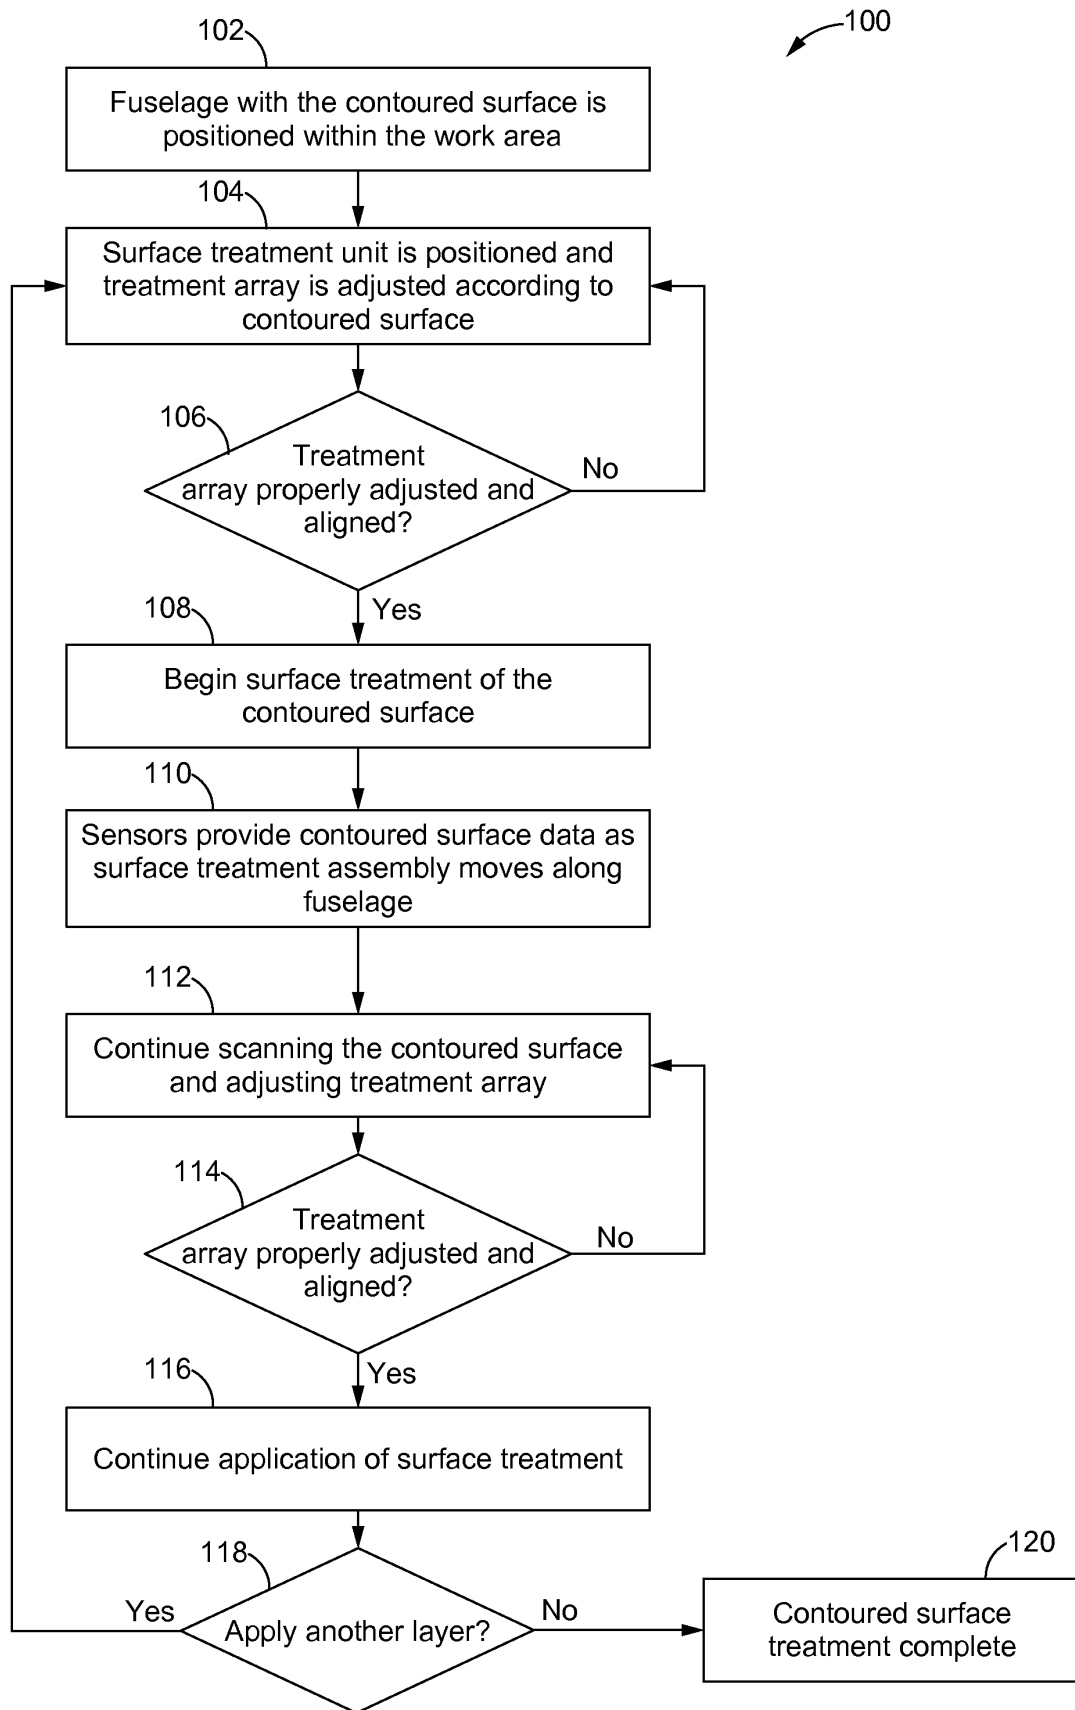 100
102
Fuselage with the contoured surface is
positioned within the work area
104
Surface treatment unit is positioned and
treatment array is adjusted according to
contoured surface
106
Treatment
array properly adjusted and
aligned?
No
Yes
108
Begin surface treatment of the
contoured surface
110
Sensors provide contoured surface data as
surface treatment assembly moves along
fuselage
112
Continue scanning the contoured surface
and adjusting treatment array
114
Treatment
array properly adjusted and
aligned?
No
Yes
116
Continue application of surface treatment
118
Apply another layer?
Yes
No
120
Contoured surface
treatment complete